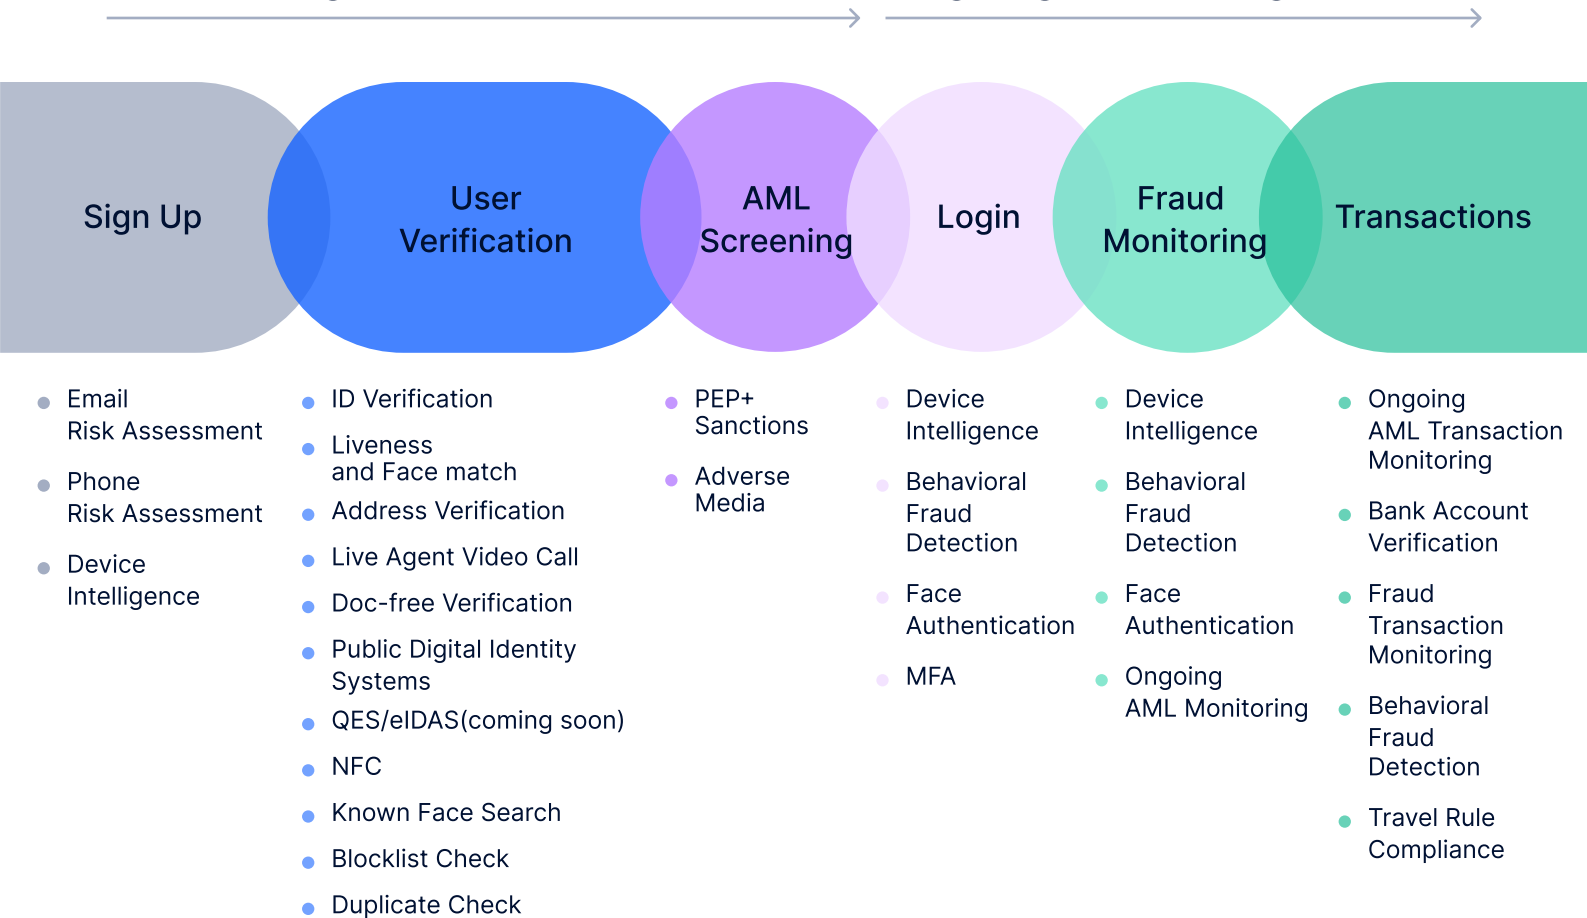 Sign Up
User
Verification
AML
Screening
Login
Fraud
Monitoring
Transactions
Email
Risk Assessment
Phone
Risk Assessment
Device
Intelligence
ID Verification
Liveness
and Face match
Address Verification
Live Agent Video Call
Doc-free Verification
Public Digital Identity
Systems
QES/eIDAS(coming soon)
NFC
Known Face Search
Blocklist Check
Duplicate Check
PEP+
Sanctions
Adverse
Media
Device
Intelligence
Behavioral
Fraud
Detection
Face
Authentication
MFA
Device
Intelligence
Behavioral
Fraud
Detection
Face
Authentication
Ongoing
AML Monitoring
Ongoing
AML Transaction
Monitoring
Bank Account
Verification
Fraud
Transaction
Monitoring
Behavioral
Fraud
Detection
Travel Rule
Compliance